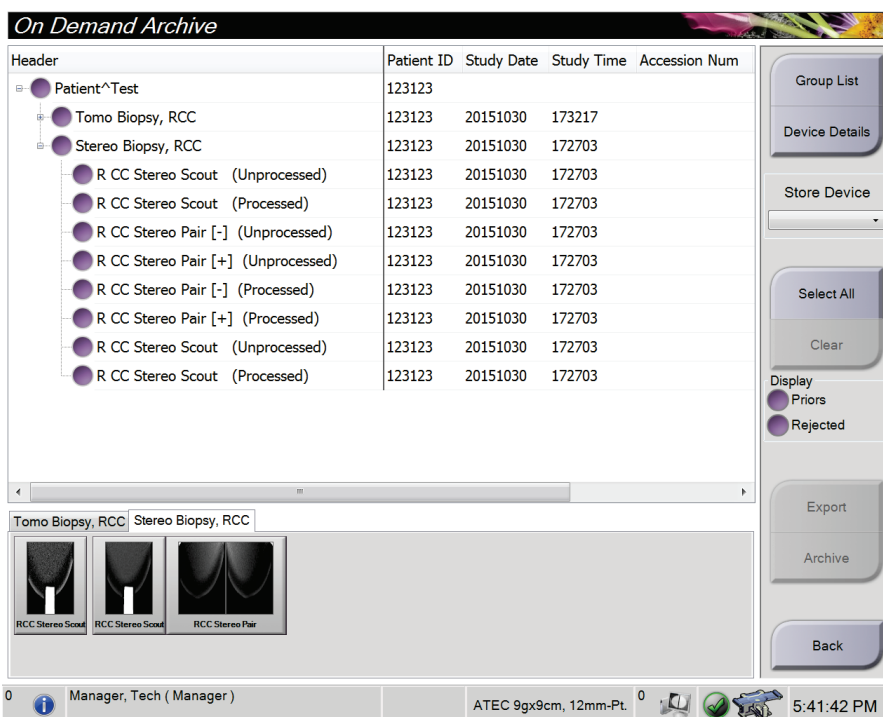 On Demand Archive
Header Patient ID Study Date Study Time Accession Num
Patient^Test 123123
Tomo Biopsy, RCC 123123 20151030 173217
Stereo Biopsy, RCC 123123 20151030 172703
R CC Stereo Scout (Unprocessed) 123123 20151030 172703
R CC Stereo Scout (Processed) 123123 20151030 172703
R CC Stereo Pair [-] (Unprocessed) 123123 20151030 172703
R CC Stereo Pair [+] (Unprocessed) 123123 20151030 172703
R CC Stereo Pair [-] (Processed) 123123 20151030 172703
R CC Stereo Pair [+] (Processed) 123123 20151030 172703
R CC Stereo Scout (Unprocessed) 123123 20151030 172703
R CC Stereo Scout (Processed) 123123 20151030 172703
Group List
Device Details
Store Device
Select All
Clear
Display
Priors
Rejected
Export
Archive
Back
Tomo Biopsy, RCC Stereo Biopsy, RCC
RCC Stereo Scout RCC Stereo Scout RCC Stereo Pair
0 Manager, Tech ( Manager ) ATEC 9gx9cm, 12mm-Pt. 0 5:41:42 PM